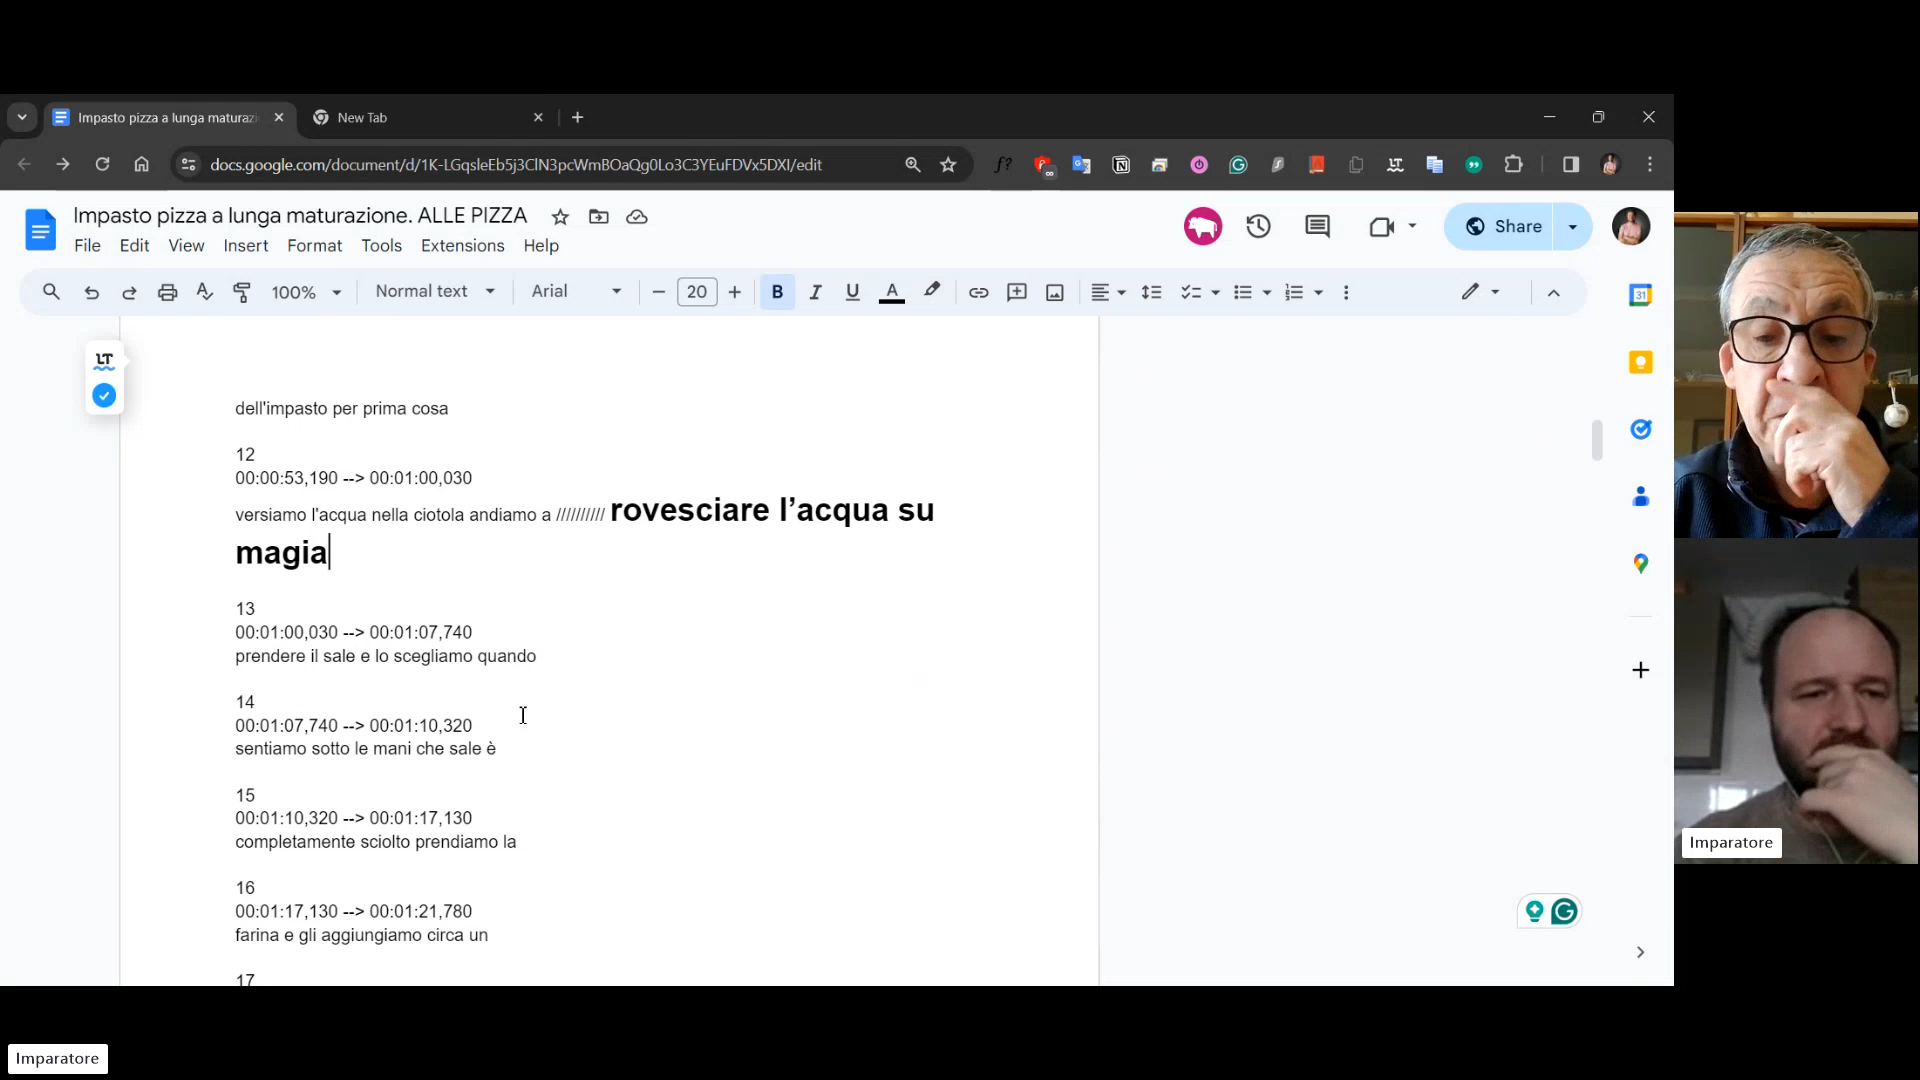 Impasto pizza a lunga maturazi
New Tab
docs.google.com/document/d/1K-LGqsleEb5j3ClN3pcWmBOaQg0Lo3C3YEuFDVx5DXI/edit
Impasto pizza a lunga maturazione. ALLE PIZZA
Share
File Edit View Insert Format Tools Extensions Help
100% Normal text Arial 20 B I U A
31
LT
dell'impasto per prima cosa
12
00:00:53,190 --> 00:01:00,030
versiamo l'acqua nella ciotola andiamo a ////////// rovesciare l’acqua su
magia
13
00:01:00,030 --> 00:01:07,740
prendere il sale e lo scegliamo quando
14
00:01:07,740 --> 00:01:10,320
sentiamo sotto le mani che sale è
15
00:01:10,320 --> 00:01:17,130
completamente sciolto prendiamo la
Imparatore
16
00:01:17,130 --> 00:01:21,780
farina e gli aggiungiamo circa un
17
Imparatore